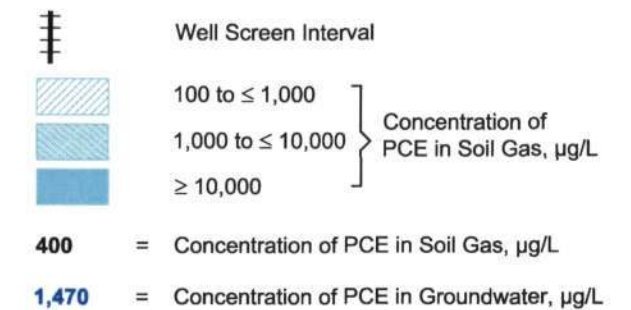 Well Screen Interval
100 to ≤ 1,000
1,000 to ≤ 10,000
≥ 10,000
Concentration of
PCE in Soil Gas, µg/L
400 = Concentration of PCE in Soil Gas, µg/L
1,470 = Concentration of PCE in Groundwater, µg/L